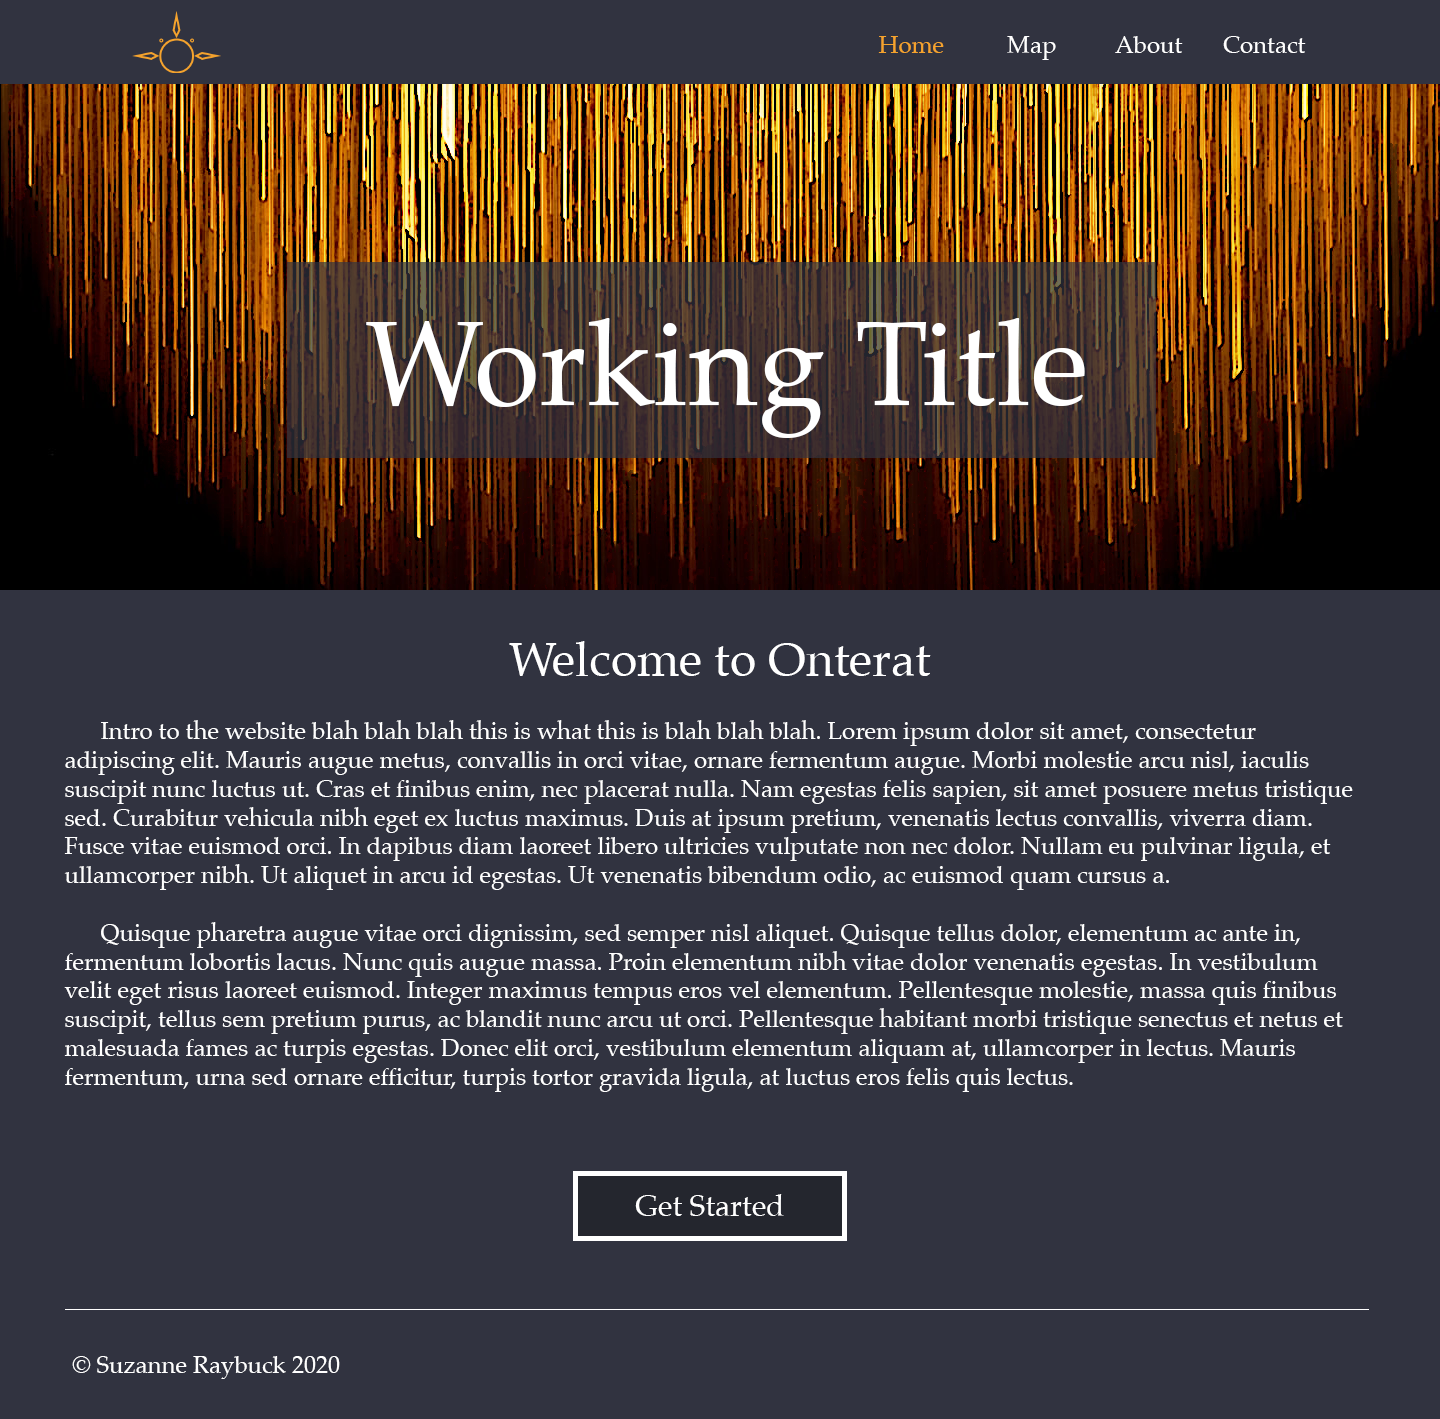 Home Map About Contact
Working Title
Welcome to Onterat
Intro to the website blah blah blah this is what this is blah blah blah. Lorem ipsum dolor sit amet, consectetur
adipiscing elit. Mauris augue metus, convallis in orci vitae, ornare fermentum augue. Morbi molestie arcu nisl, iaculis
suscipit nunc luctus ut. Cras et finibus enim, nec placerat nulla. Nam egestas felis sapien, sit amet posuere metus tristique
sed. Curabitur vehicula nibh eget ex luctus maximus. Duis at ipsum pretium, venenatis lectus convallis, viverra diam.
Fusce vitae euismod orci. In dapibus diam laoreet libero ultricies vulputate non nec dolor. Nullam eu pulvinar ligula, et
ullamcorper nibh. Ut aliquet in arcu id egestas. Ut venenatis bibendum odio, ac euismod quam cursus a.
Quisque pharetra augue vitae orci dignissim, sed semper nisl aliquet. Quisque tellus dolor, elementum ac ante in,
fermentum lobortis lacus. Nunc quis augue massa. Proin elementum nibh vitae dolor venenatis egestas. In vestibulum
velit eget risus laoreet euismod. Integer maximus tempus eros vel elementum. Pellentesque molestie, massa quis finibus
suscipit, tellus sem pretium purus, ac blandit nunc arcu ut orci. Pellentesque habitant morbi tristique senectus et netus et
malesuada fames ac turpis egestas. Donec elit orci, vestibulum elementum aliquam at, ullamcorper in lectus. Mauris
fermentum, urna sed ornare efficitur, turpis tortor gravida ligula, at luctus eros felis quis lectus.
Get Started
© Suzanne Raybuck 2020